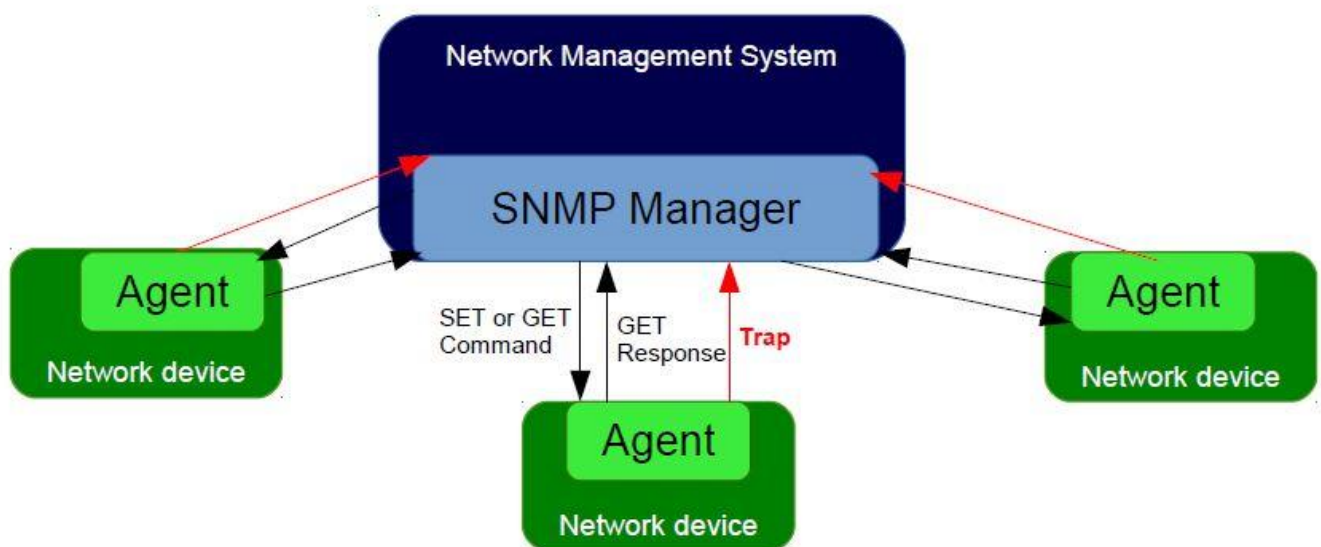 Network Management System
SNMP Manager
Agent
Network device
SET or GET
Command
GET
Response
Trap
Agent
Network device
Agent
Network device